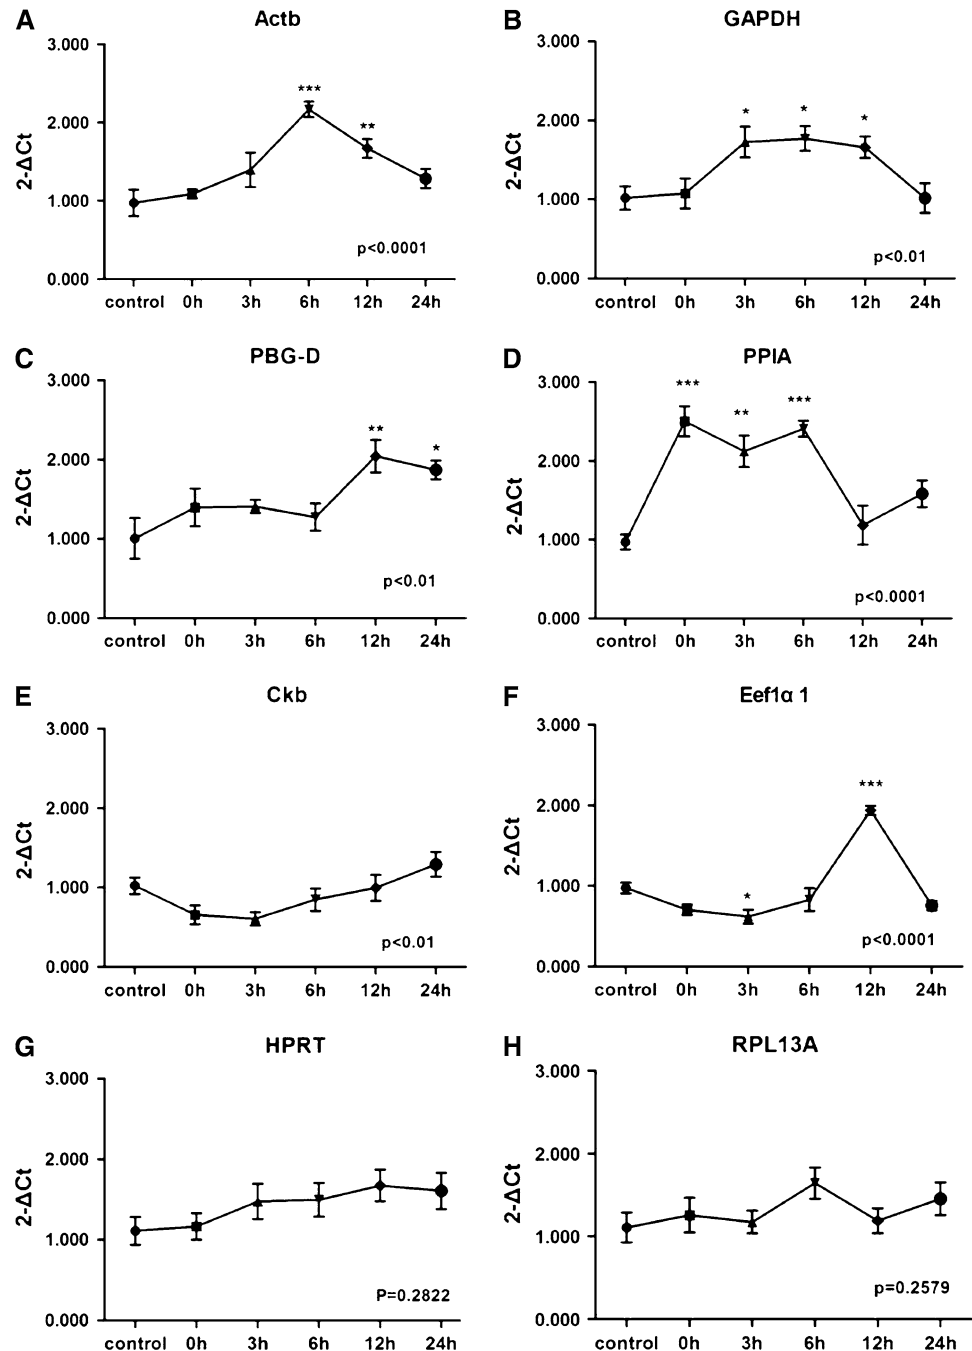 A
Actb
3.000
2.000
1.000
0.000
2-ΔCt
***
**
p<0.0001
control 0h 3h 6h 12h 24h
B
GAPDH
3.000
2.000
1.000
0.000
2-ΔCt
* * *
p<0.01
control 0h 3h 6h 12h 24h
C
PBG-D
3.000
2.000
1.000
0.000
2-ΔCt
**
*
p<0.01
control 0h 3h 6h 12h 24h
D
PPIA
3.000
2.000
1.000
0.000
2-ΔCt
*** ** ***
p<0.0001
control 0h 3h 6h 12h 24h
E
Ckb
3.000
2.000
1.000
0.000
2-ΔCt
p<0.01
control 0h 3h 6h 12h 24h
F
Eef1α 1
3.000
2.000
1.000
0.000
2-ΔCt
***
*
p<0.0001
control 0h 3h 6h 12h 24h
G
HPRT
3.000
2.000
1.000
0.000
2-ΔCt
P=0.2822
control 0h 3h 6h 12h 24h
H
RPL13A
3.000
2.000
1.000
0.000
2-ΔCt
p=0.2579
control 0h 3h 6h 12h 24h